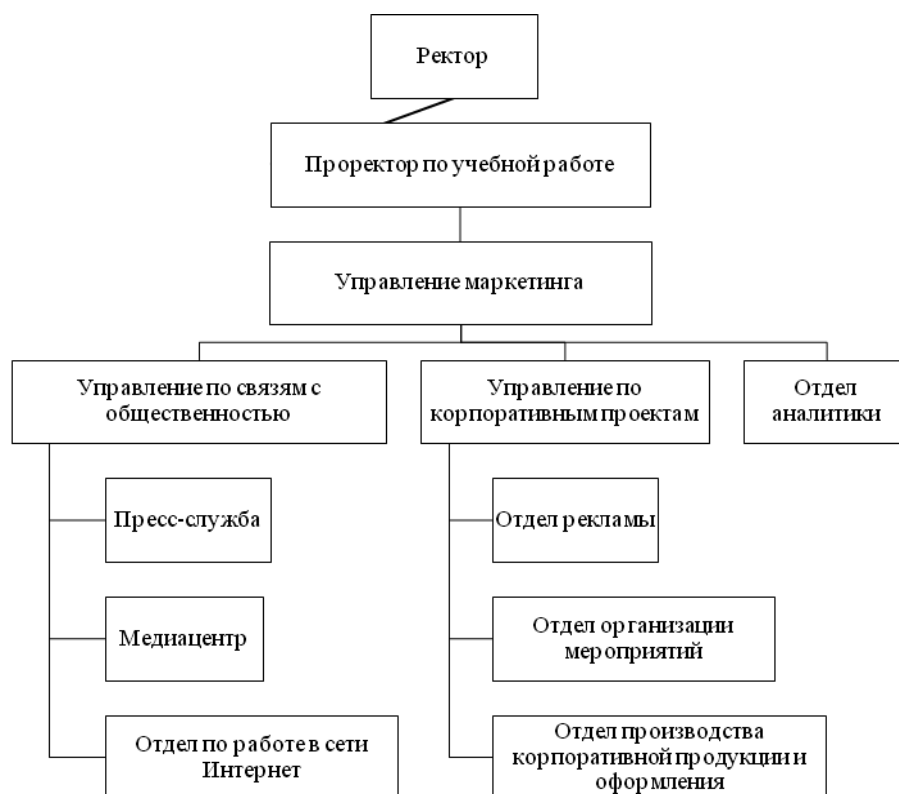 Ректор
Проректор по учебной работе
Управление маркетинга
Управление по связям с
общественностью
Управление по
корпоративным проектам
Отдел
аналитики
Пресс-служба
Отдел рекламы
Медиацентр
Отдел организации
мероприятий
Отдел по работе в сети
Интернет
Отдел производства
корпоративной продукции и
оформления